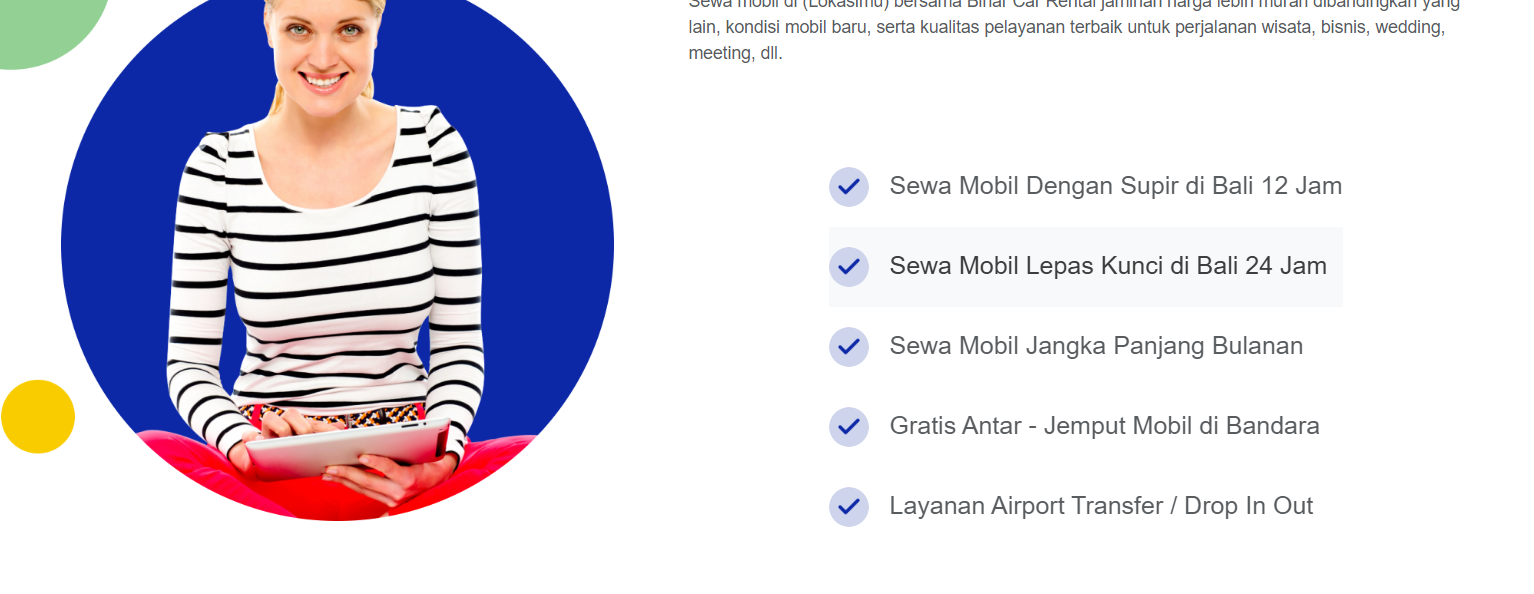 Sewa mobil di (Lokasimu) bersama Binar Car Rental jaminan harga lebih murah dibandingkan yang
lain, kondisi mobil baru, serta kualitas pelayanan terbaik untuk perjalanan wisata, bisnis, wedding,
meeting, dll.
Sewa Mobil Dengan Supir di Bali 12 Jam
Sewa Mobil Lepas Kunci di Bali 24 Jam
Sewa Mobil Jangka Panjang Bulanan
Gratis Antar - Jemput Mobil di Bandara
Layanan Airport Transfer / Drop In Out